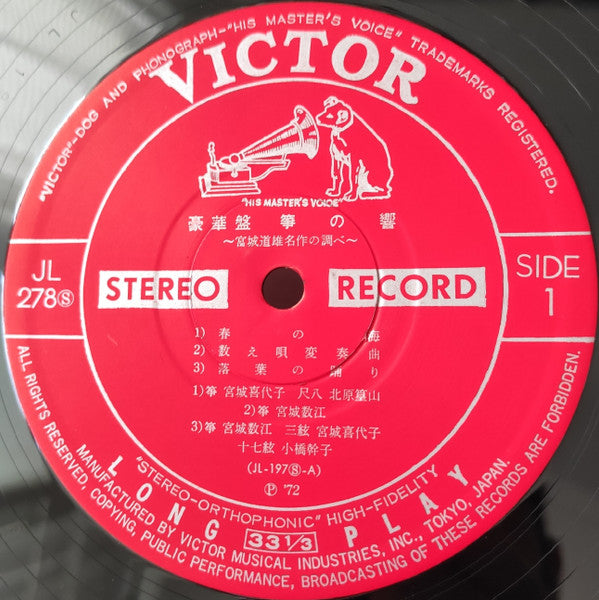 "VICTOR"-DOG AND PHONOGRAPH-"HIS MASTER'S VOICE" TRADEMARKS REGISTERED.
VICTOR
"HIS MASTER'S VOICE"
豪華盤 箏の響
〜宮城道雄名作の調べ〜
JL
278Ⓢ
STEREO RECORD
SIDE
1
1) 春の海
2) 数え唄変奏曲
3) 落葉の踊り
1)箏 宮城喜代子 尺八 北原篁山
2)箏 宮城数江
3)箏 宮城数江 三絃 宮城喜代子
十七絃 小橋幹子
(JL-197Ⓢ-A)
Ⓟ '72
"STEREO-ORTHOPHONIC" HIGH-FIDELITY
LONG 33 1/3 PLAY
MANUFACTURED BY VICTOR MUSICAL INDUSTRIES, INC., TOKYO, JAPAN.
ALL RIGHTS RESERVED, COPYING, PUBLIC PERFORMANCE, BROADCASTING OF THESE RECORDS ARE FORBIDDEN.